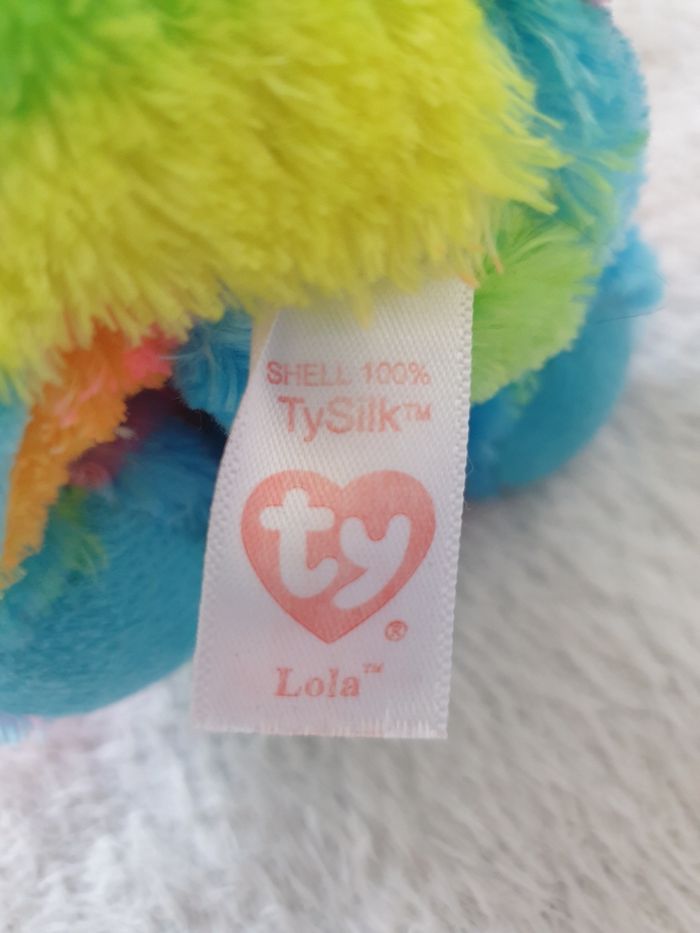 SHELL 100%
TySilk™
ty
®
Lola™